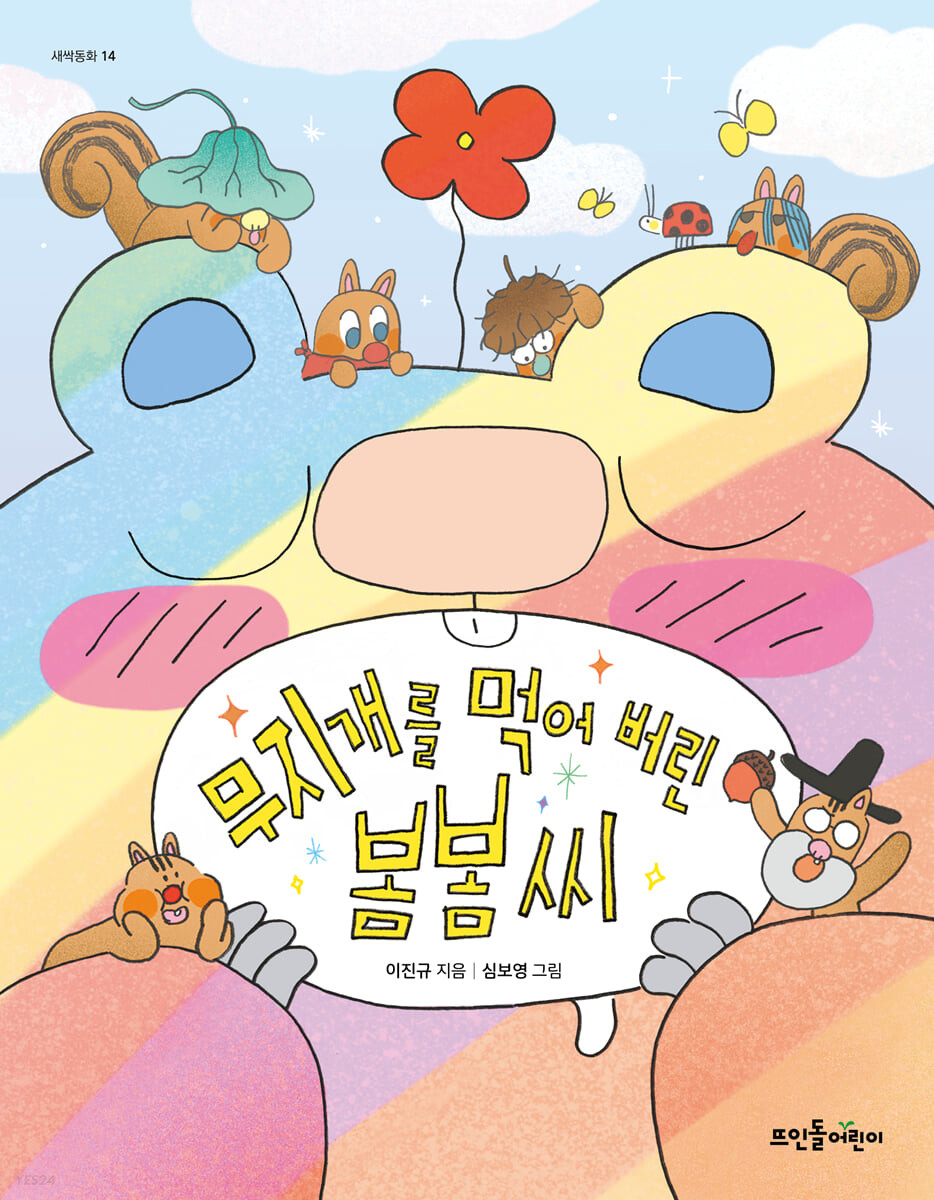 새싹동화 14
무지개를 먹어 버린
봄봄 씨
이진규 지음 | 심보영 그림
뜨인돌어린이
YES24